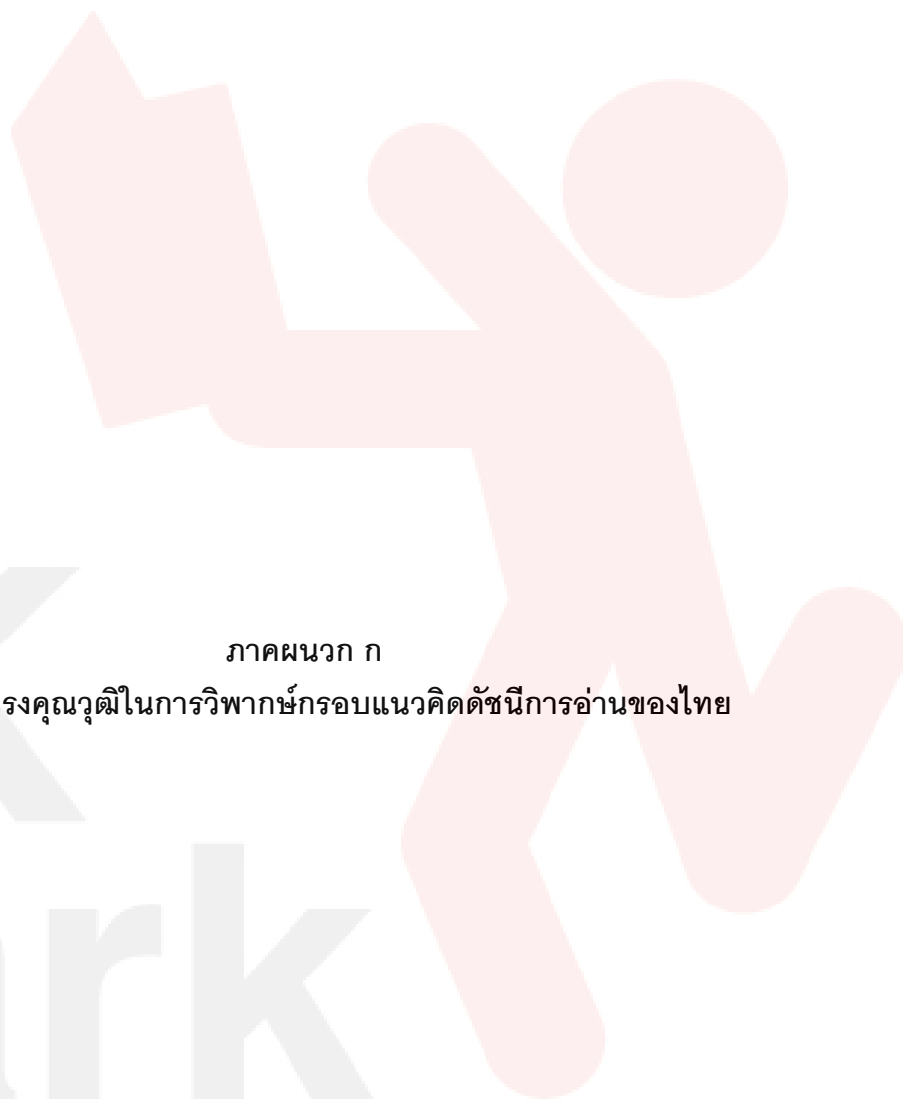 ภาคผนวก ก
รงคุณวุฒิในการวิพากษ์กรอบแนวคิดดัชนีการอ่านของไทย
k
ark